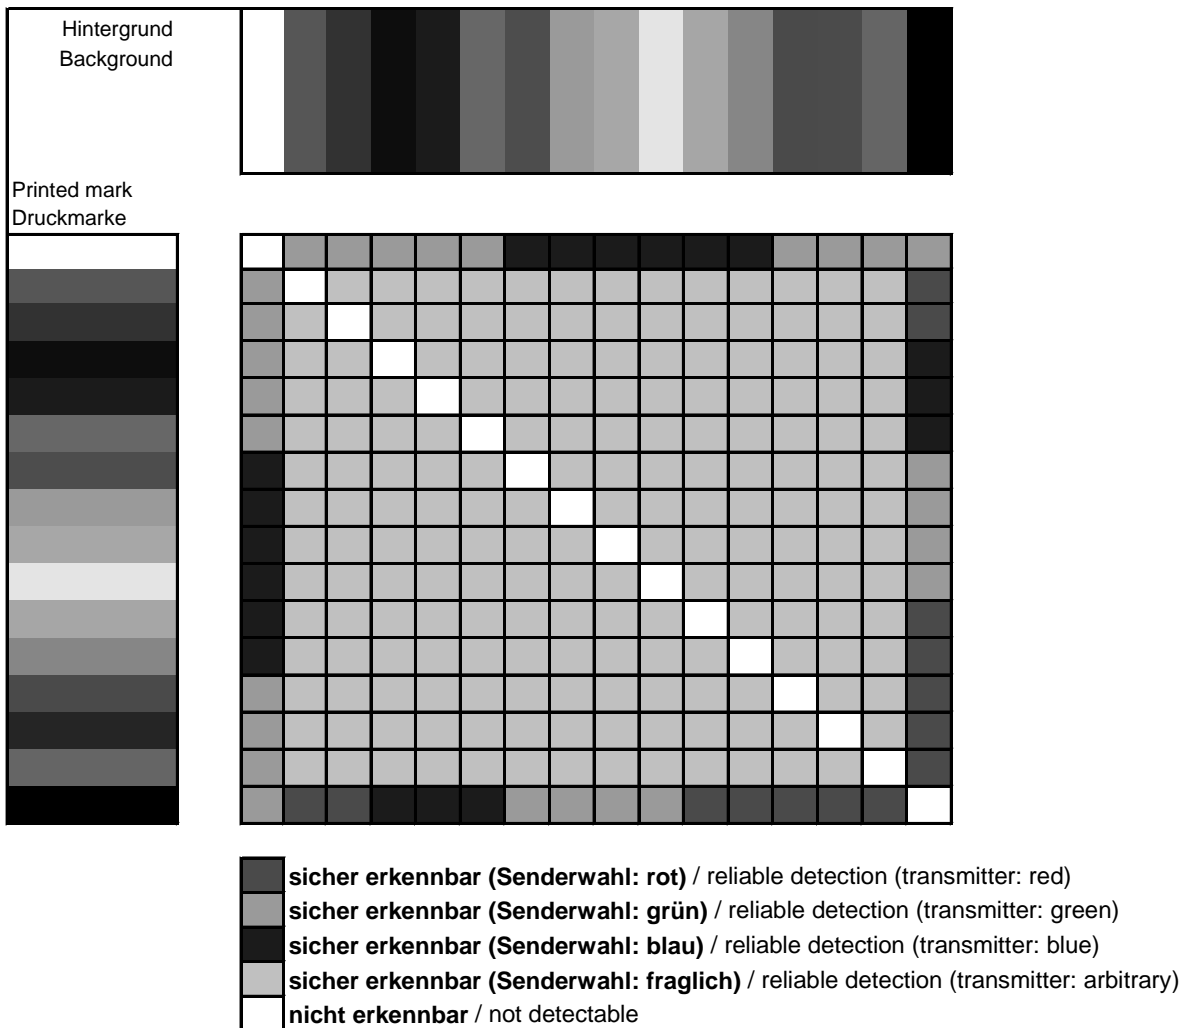 Hintergrund
Background
Printed mark
Druckmarke
sicher erkennbar (Senderwahl: rot) / reliable detection (transmitter: red)
sicher erkennbar (Senderwahl: grün) / reliable detection (transmitter: green)
sicher erkennbar (Senderwahl: blau) / reliable detection (transmitter: blue)
sicher erkennbar (Senderwahl: fraglich) / reliable detection (transmitter: arbitrary)
nicht erkennbar / not detectable